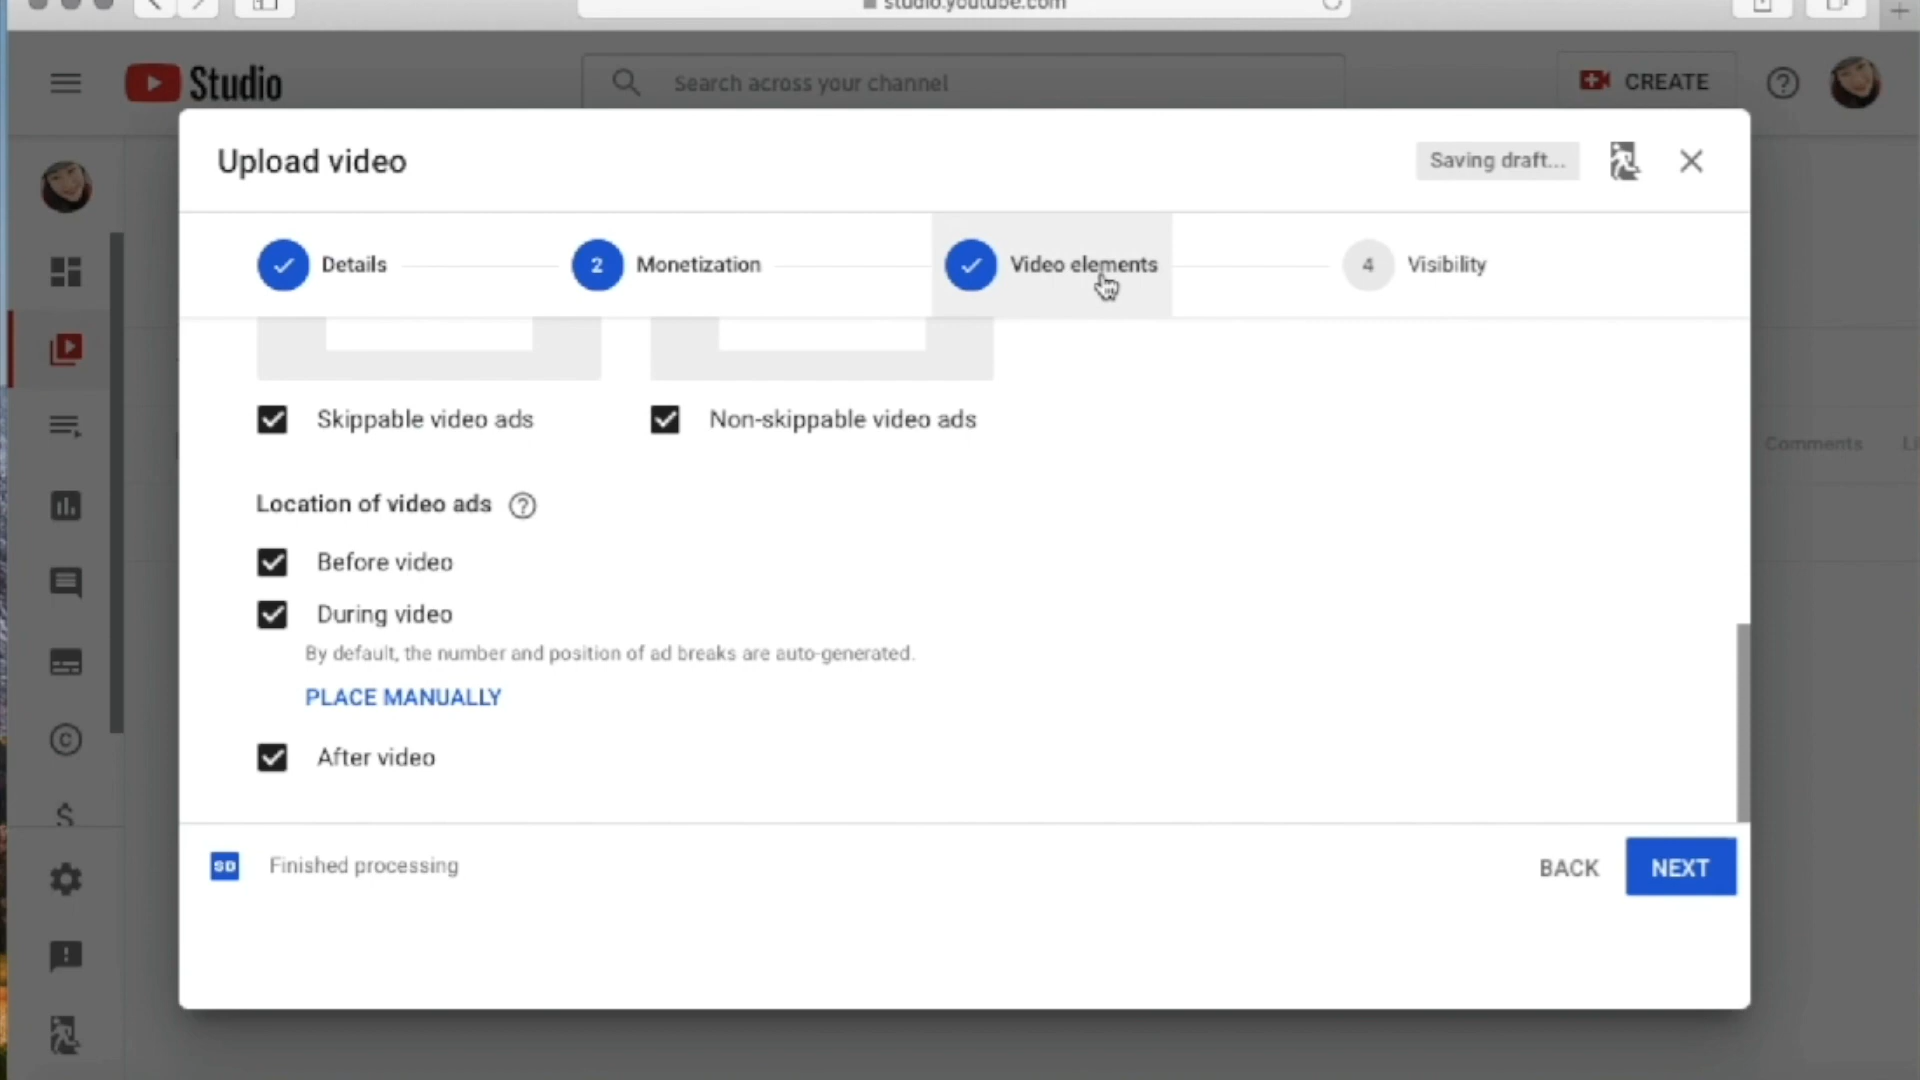 studio.youtube.com
Studio
Search across your channel
CREATE
Upload video
Saving draft...
Details
2
Monetization
Video elements
4
Visibility
Skippable video ads
Non-skippable video ads
Comments
Location of video ads ?
Before video
During video
By default, the number and position of ad breaks are auto-generated.
PLACE MANUALLY
After video
SD
Finished processing
BACK
NEXT